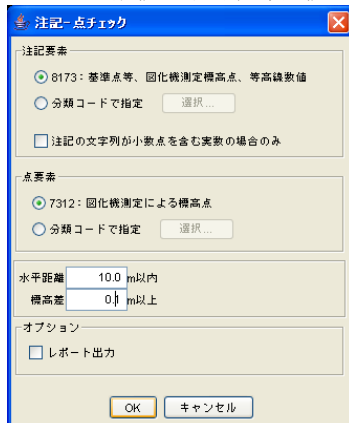 注記-点チェック
注記要素
8173：基準点等、図化機測定標高点、等高線数値
分類コードで指定 選択...
注記の文字列が小数点を含む実数の場合のみ
点要素
7312：図化機測定による標高点
分類コードで指定 選択...
水平距離 10.0 m以内
標高差 0.1 m以上
オプション
レポート出力
OK キャンセル